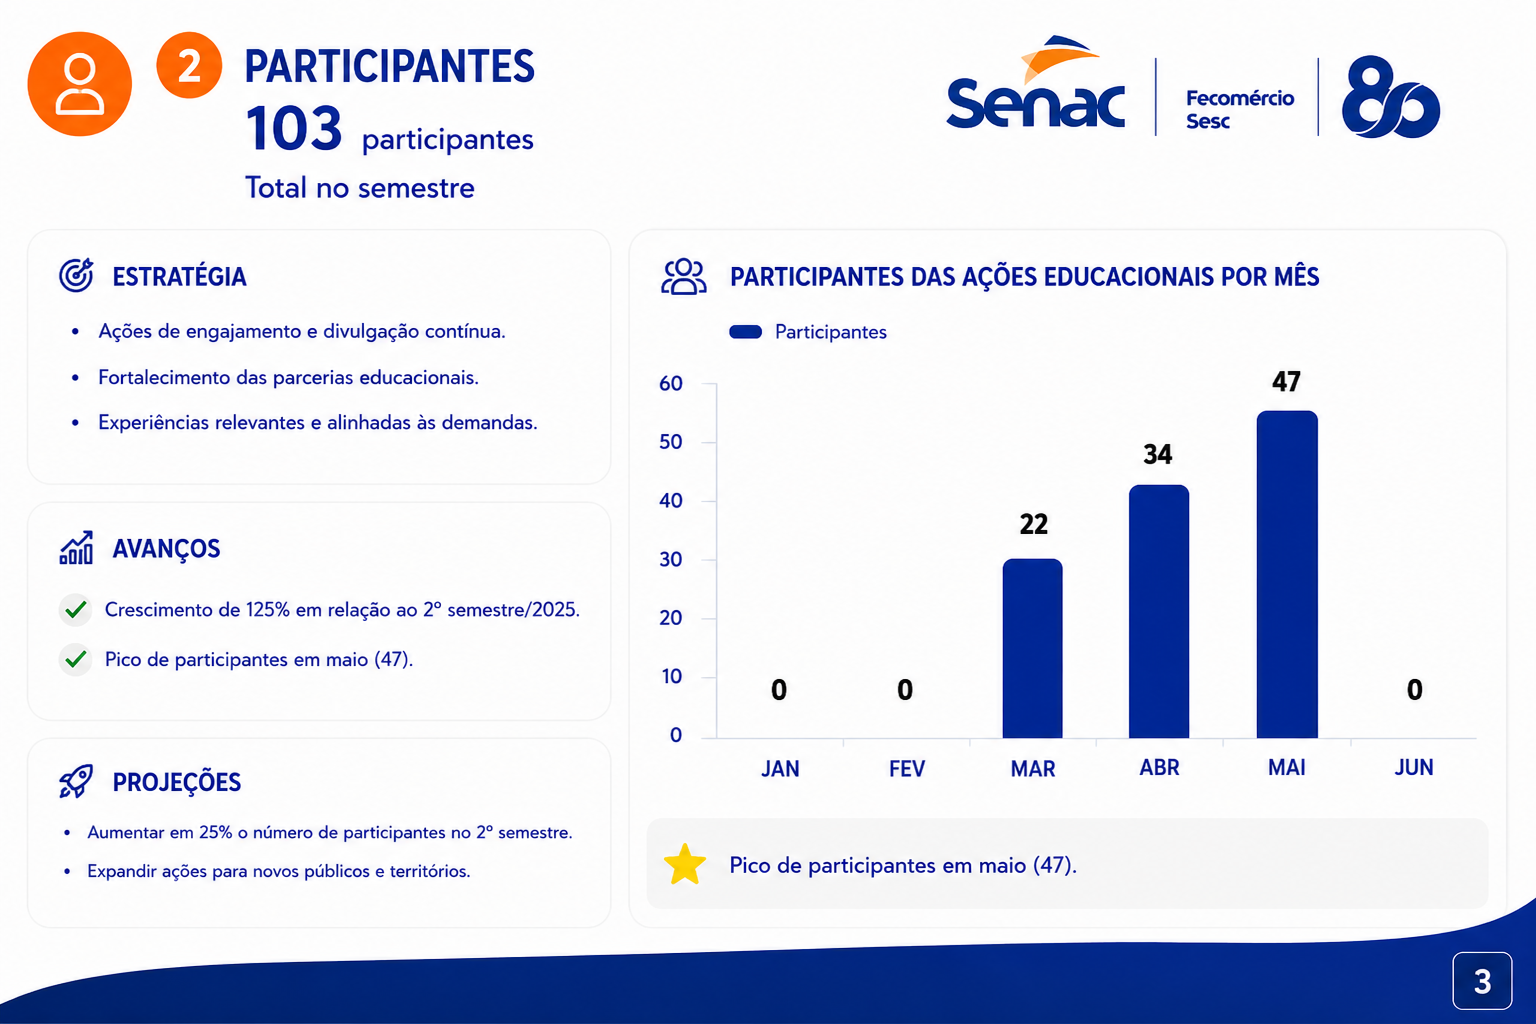 2
PARTICIPANTES
103 participantes
Total no semestre
Senac
Fecomércio
Sesc
80
ESTRATÉGIA
• Ações de engajamento e divulgação contínua.
• Fortalecimento das parcerias educacionais.
• Experiências relevantes e alinhadas às demandas.
AVANÇOS
Crescimento de 125% em relação ao 2º semestre/2025.
Pico de participantes em maio (47).
PROJEÇÕES
• Aumentar em 25% o número de participantes no 2º semestre.
• Expandir ações para novos públicos e territórios.
PARTICIPANTES DAS AÇÕES EDUCACIONAIS POR MÊS
Participantes
60
50
40
30
20
10
0
0
0
22
34
47
0
JAN
FEV
MAR
ABR
MAI
JUN
Pico de participantes em maio (47).
3